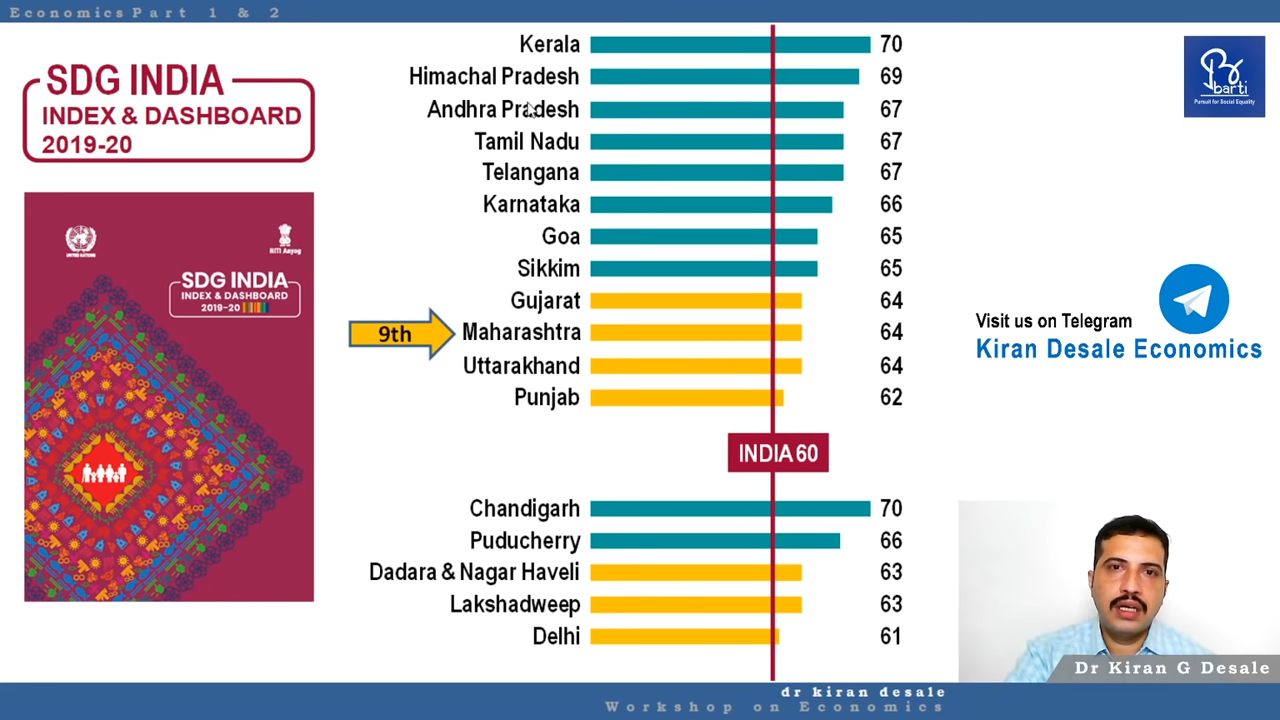 Economics Part 1 & 2
SDG INDIA
INDEX & DASHBOARD
2019-20
UNITED NATIONS
NITI Aayog
SDG INDIA
INDEX & DASHBOARD
2019-20
Kerala 70
Himachal Pradesh 69
Andhra Pradesh 67
Tamil Nadu 67
Telangana 67
Karnataka 66
Goa 65
Sikkim 65
Gujarat 64
9th Maharashtra 64
Uttarakhand 64
Punjab 62
INDIA 60
Chandigarh 70
Puducherry 66
Dadara & Nagar Haveli 63
Lakshadweep 63
Delhi 61
barti
Pursuit for Social Equality
Visit us on Telegram
Kiran Desale Economics
Dr Kiran G Desale
dr kiran desale
Workshop on Economics